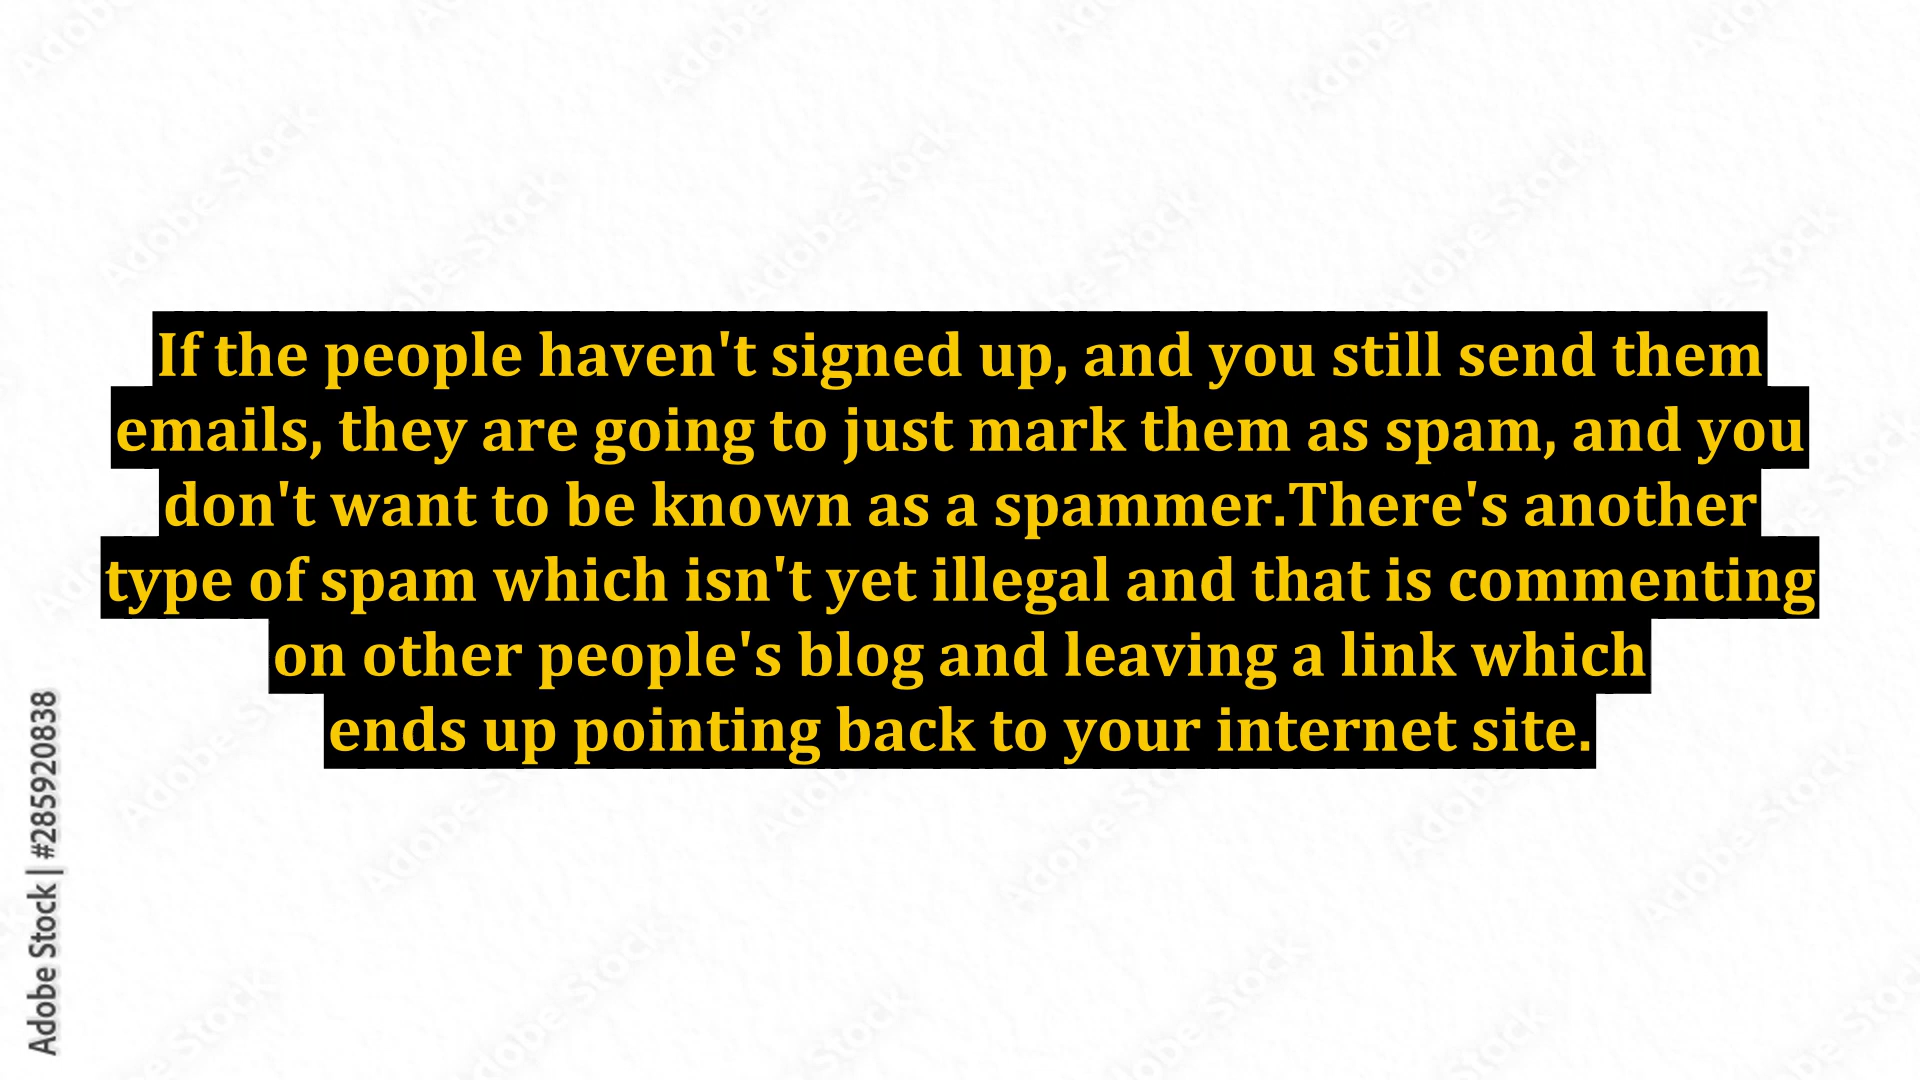 If the people haven't signed up, and you still send them
emails, they are going to just mark them as spam, and you
don't want to be known as a spammer.There's another
type of spam which isn't yet illegal and that is commenting
on other people's blog and leaving a link which
ends up pointing back to your internet site.
Adobe Stock | #285920838